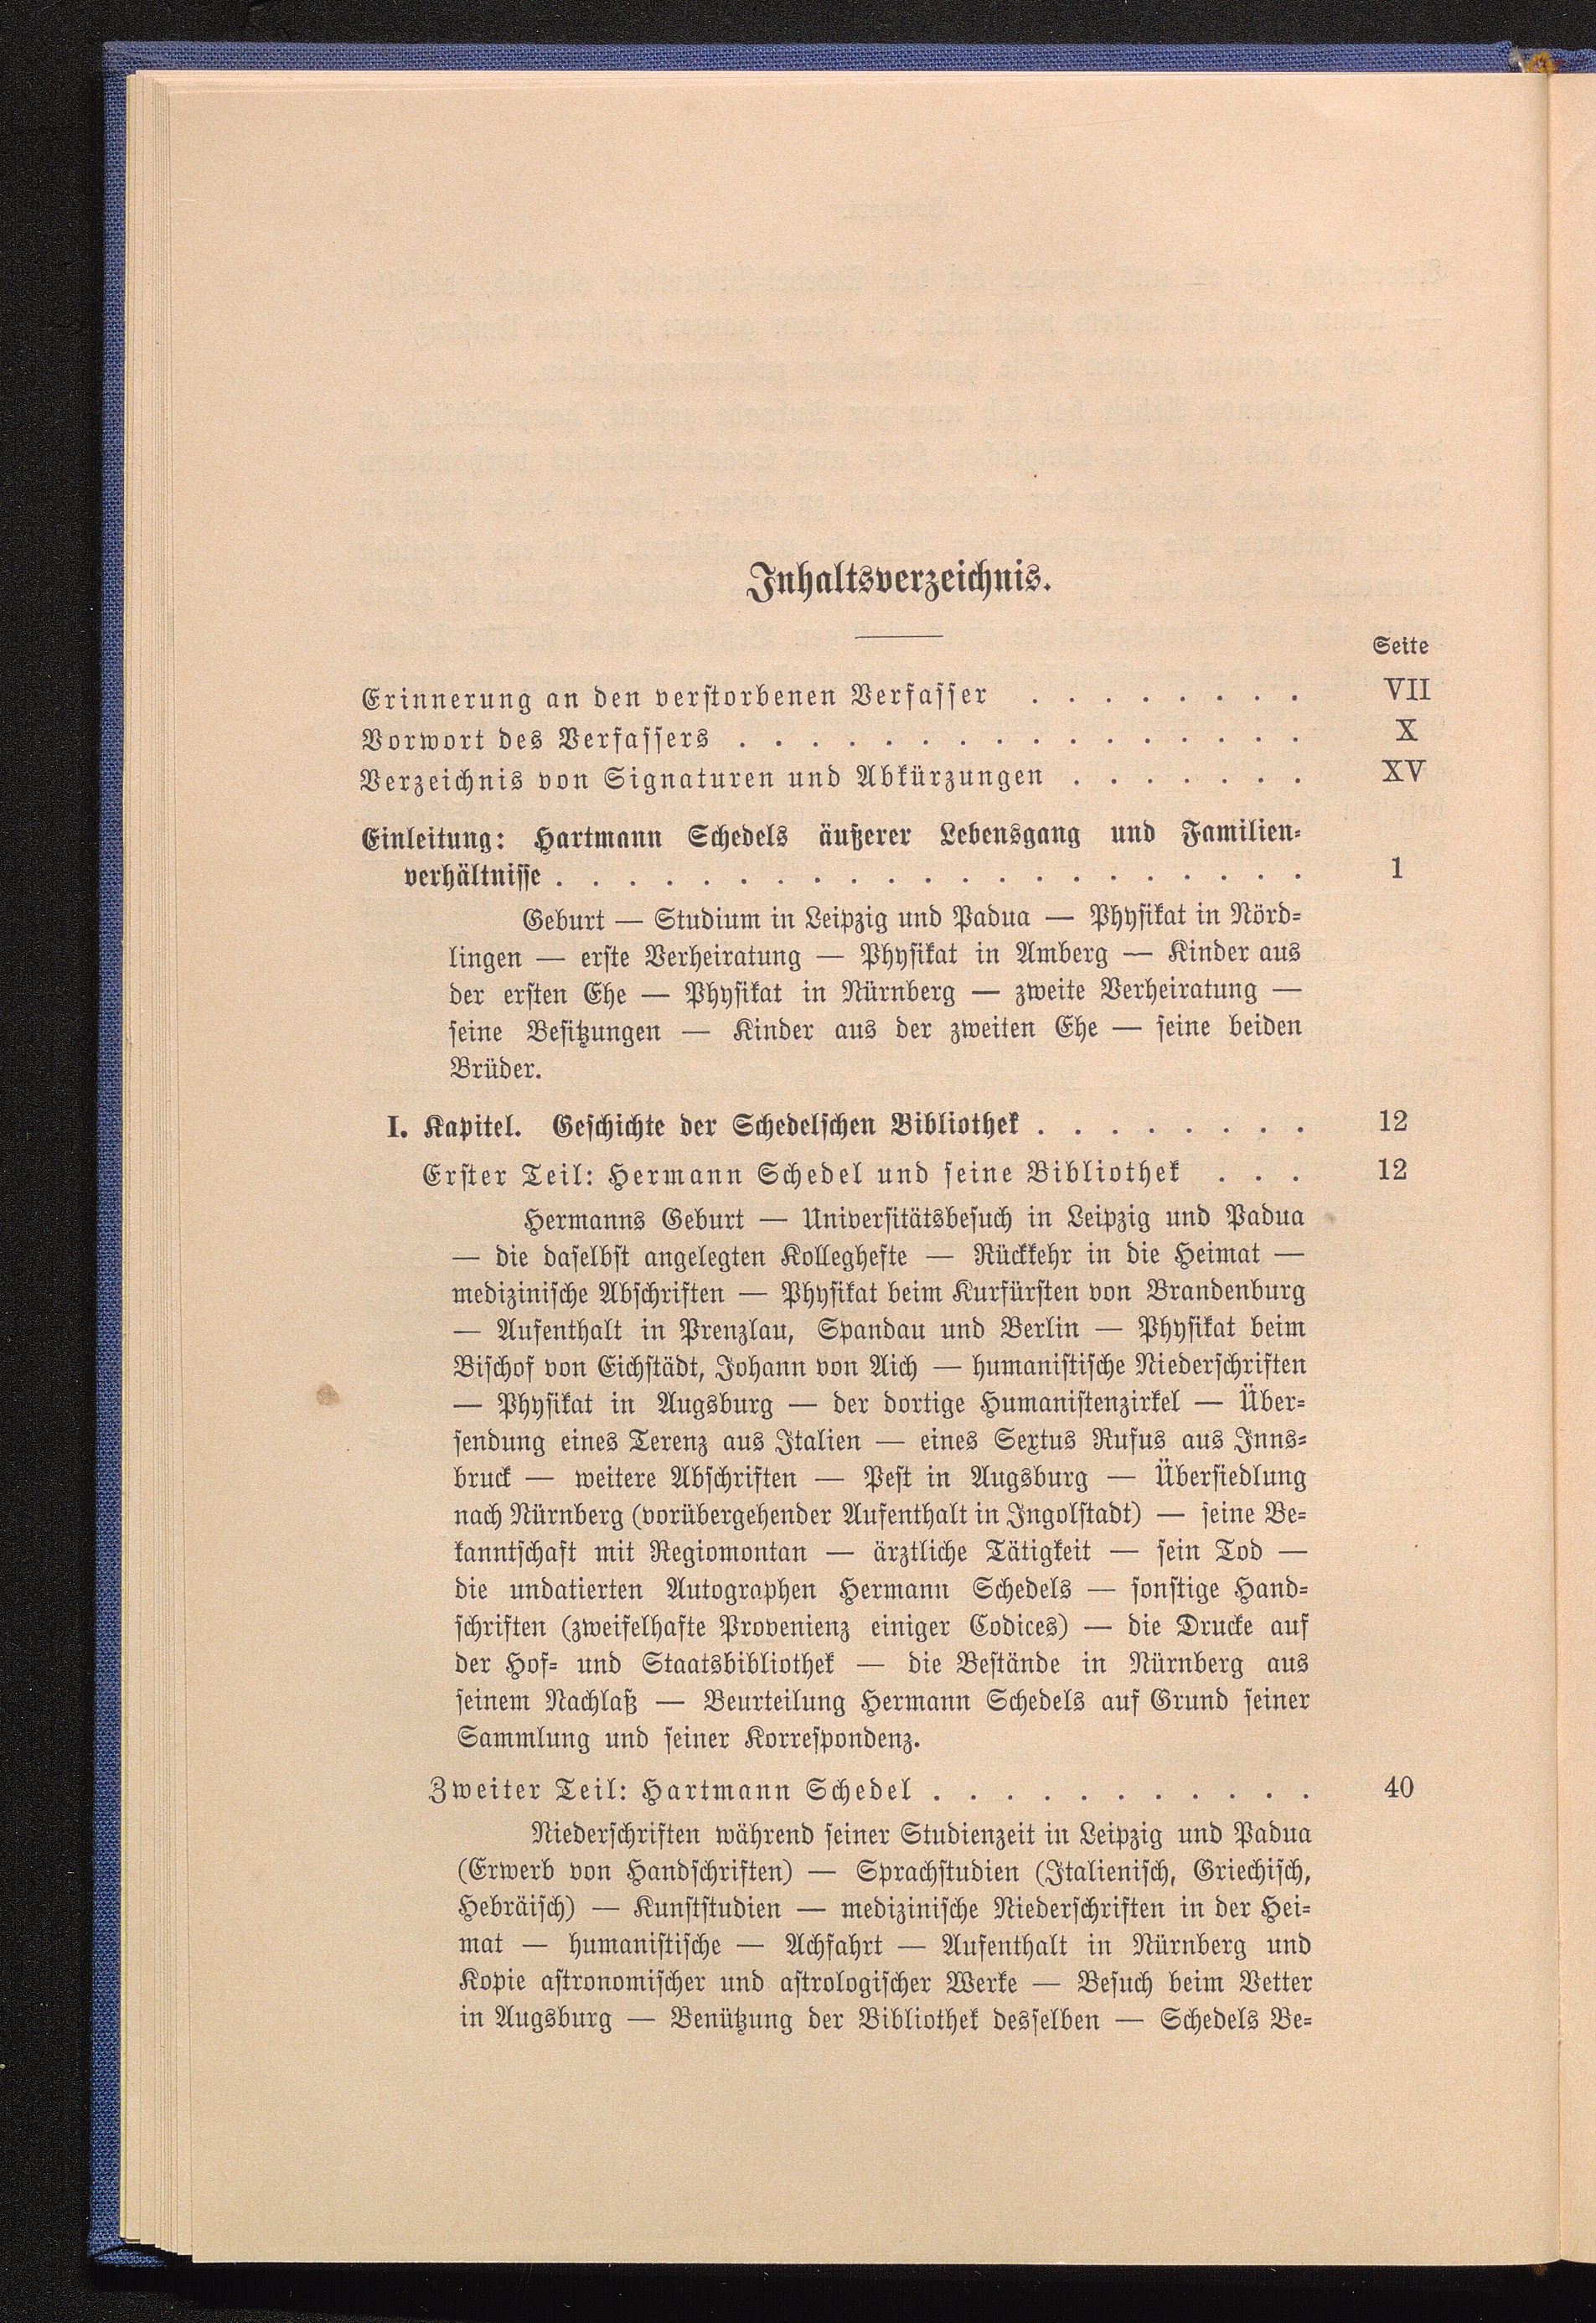 Inhaltsverzeichnis.
Seite
Erinnerung an den verstorbenen Verfasser . . . . . . . . VII
Vorwort des Verfassers . . . . . . . . . . . . . . . . X
Verzeichnis von Signaturen und Abkürzungen . . . . . . . XV
Einleitung: Hartmann Schedels äußerer Lebensgang und Familien-
verhältnisse . . . . . . . . . . . . . . . . . . . . . 1
Geburt — Studium in Leipzig und Padua — Physikat in Nörd-
lingen — erste Verheiratung — Physikat in Amberg — Kinder aus
der ersten Ehe — Physikat in Nürnberg — zweite Verheiratung —
seine Besitzungen — Kinder aus der zweiten Ehe — seine beiden
Brüder.
I. Kapitel. Geschichte der Schedelschen Bibliothek . . . . . . . . 12
Erster Teil: Hermann Schedel und seine Bibliothek . . . 12
Hermanns Geburt — Universitätsbesuch in Leipzig und Padua
— die daselbst angelegten Kolleghefte — Rückkehr in die Heimat —
medizinische Abschriften — Physikat beim Kurfürsten von Brandenburg
— Aufenthalt in Prenzlau, Spandau und Berlin — Physikat beim
Bischof von Eichstädt, Johann von Aich — humanistische Niederschriften
— Physikat in Augsburg — der dortige Humanistenzirkel — Über-
sendung eines Terenz aus Italien — eines Sextus Rufus aus Inns-
bruck — weitere Abschriften — Pest in Augsburg — Übersiedlung
nach Nürnberg (vorübergehender Aufenthalt in Ingolstadt) — seine Be-
kanntschaft mit Regiomontan — ärztliche Tätigkeit — sein Tod —
die undatierten Autographen Hermann Schedels — sonstige Hand-
schriften (zweifelhafte Provenienz einiger Codices) — die Drucke auf
der Hof- und Staatsbibliothek — die Bestände in Nürnberg aus
seinem Nachlaß — Beurteilung Hermann Schedels auf Grund seiner
Sammlung und seiner Korrespondenz.
Zweiter Teil: Hartmann Schedel . . . . . . . . . . . 40
Niederschriften während seiner Studienzeit in Leipzig und Padua
(Erwerb von Handschriften) — Sprachstudien (Italienisch, Griechisch,
Hebräisch) — Kunststudien — medizinische Niederschriften in der Hei-
mat — humanistische — Achfahrt — Aufenthalt in Nürnberg und
Kopie astronomischer und astrologischer Werke — Besuch beim Vetter
in Augsburg — Benützung der Bibliothek desselben — Schedels Be-